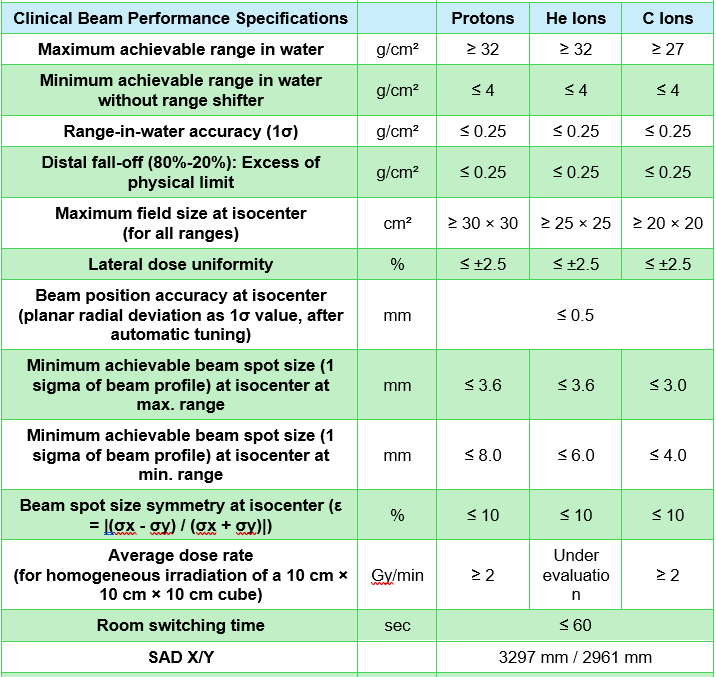 Clinical Beam Performance Specifications Protons He Ions C Ions
Maximum achievable range in water g/cm² ≥ 32 ≥ 32 ≥ 27
Minimum achievable range in water
without range shifter g/cm² ≤ 4 ≤ 4 ≤ 4
Range-in-water accuracy (1σ) g/cm² ≤ 0.25 ≤ 0.25 ≤ 0.25
Distal fall-off (80%-20%): Excess of
physical limit g/cm² ≤ 0.25 ≤ 0.25 ≤ 0.25
Maximum field size at isocenter
(for all ranges) cm² ≥ 30 × 30 ≥ 25 × 25 ≥ 20 × 20
Lateral dose uniformity % ≤ ±2.5 ≤ ±2.5 ≤ ±2.5
Beam position accuracy at isocenter
(planar radial deviation as 1σ value, after
automatic tuning) mm ≤ 0.5
Minimum achievable beam spot size (1
sigma of beam profile) at isocenter at
max. range mm ≤ 3.6 ≤ 3.6 ≤ 3.0
Minimum achievable beam spot size (1
sigma of beam profile) at isocenter at
min. range mm ≤ 8.0 ≤ 6.0 ≤ 4.0
Beam spot size symmetry at isocenter (ε
= |(σx - σy) / (σx + σy)|) % ≤ 10 ≤ 10 ≤ 10
Average dose rate
(for homogeneous irradiation of a 10 cm ×
10 cm × 10 cm cube) Gy/min ≥ 2 Under
evaluatio
n ≥ 2
Room switching time sec ≤ 60
SAD X/Y 3297 mm / 2961 mm